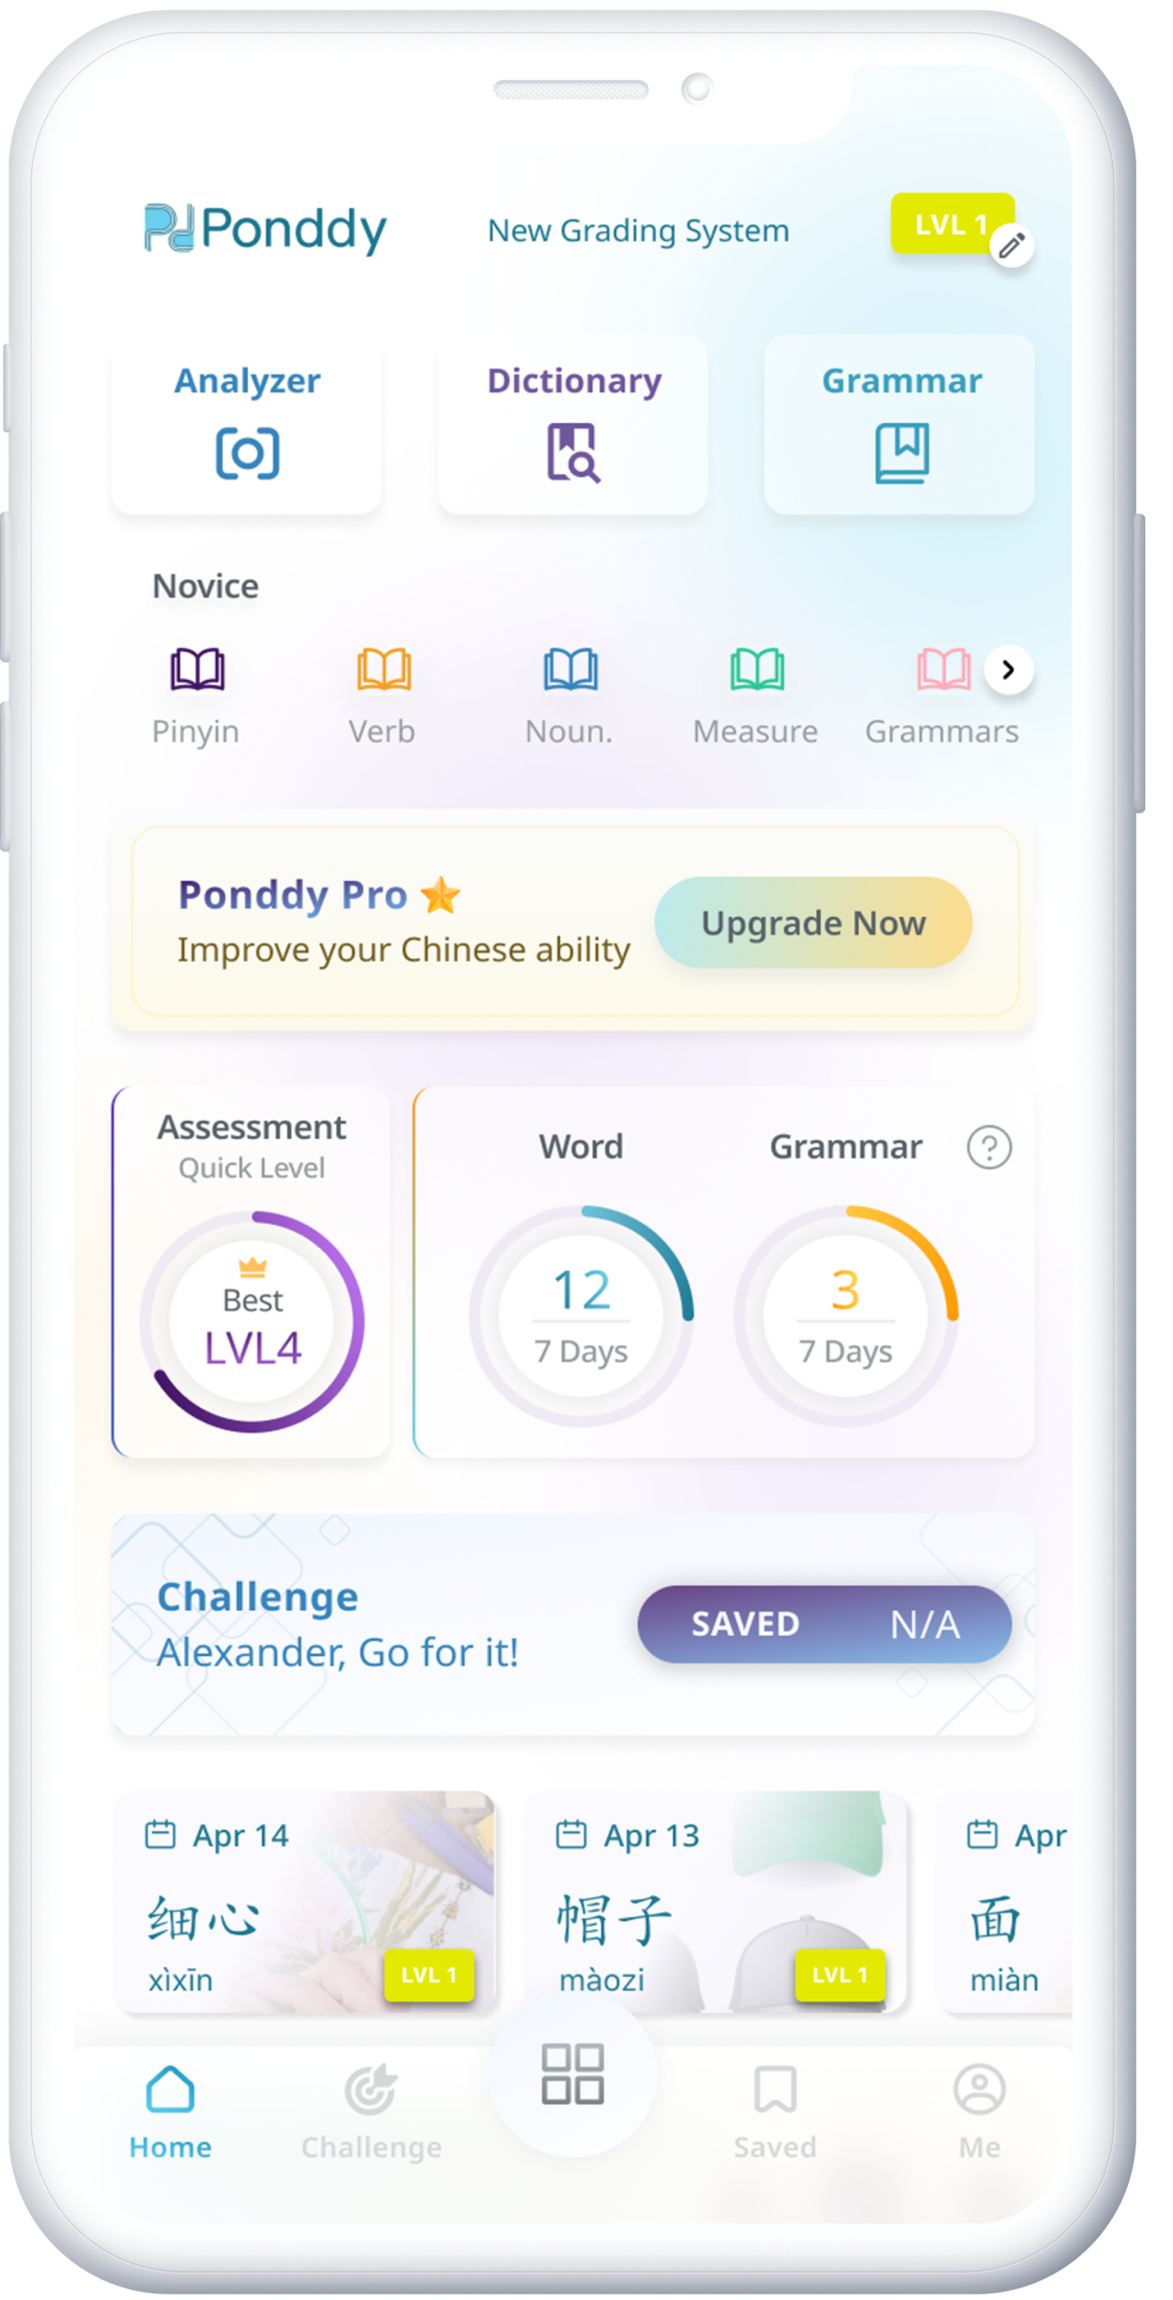 Ponddy New Grading System LVL 1
Analyzer Dictionary Grammar
Novice
Pinyin Verb Noun. Measure Grammars
Ponddy Pro
Improve your Chinese ability
Upgrade Now
Assessment
Quick Level
Best
LVL4
Word Grammar ?
12 3
7 Days 7 Days
Challenge
Alexander, Go for it!
SAVED N/A
Apr 14
细心
xìxīn
LVL 1
Apr 13
帽子
màozi
LVL 1
Apr
面
miàn
Home Challenge Saved Me